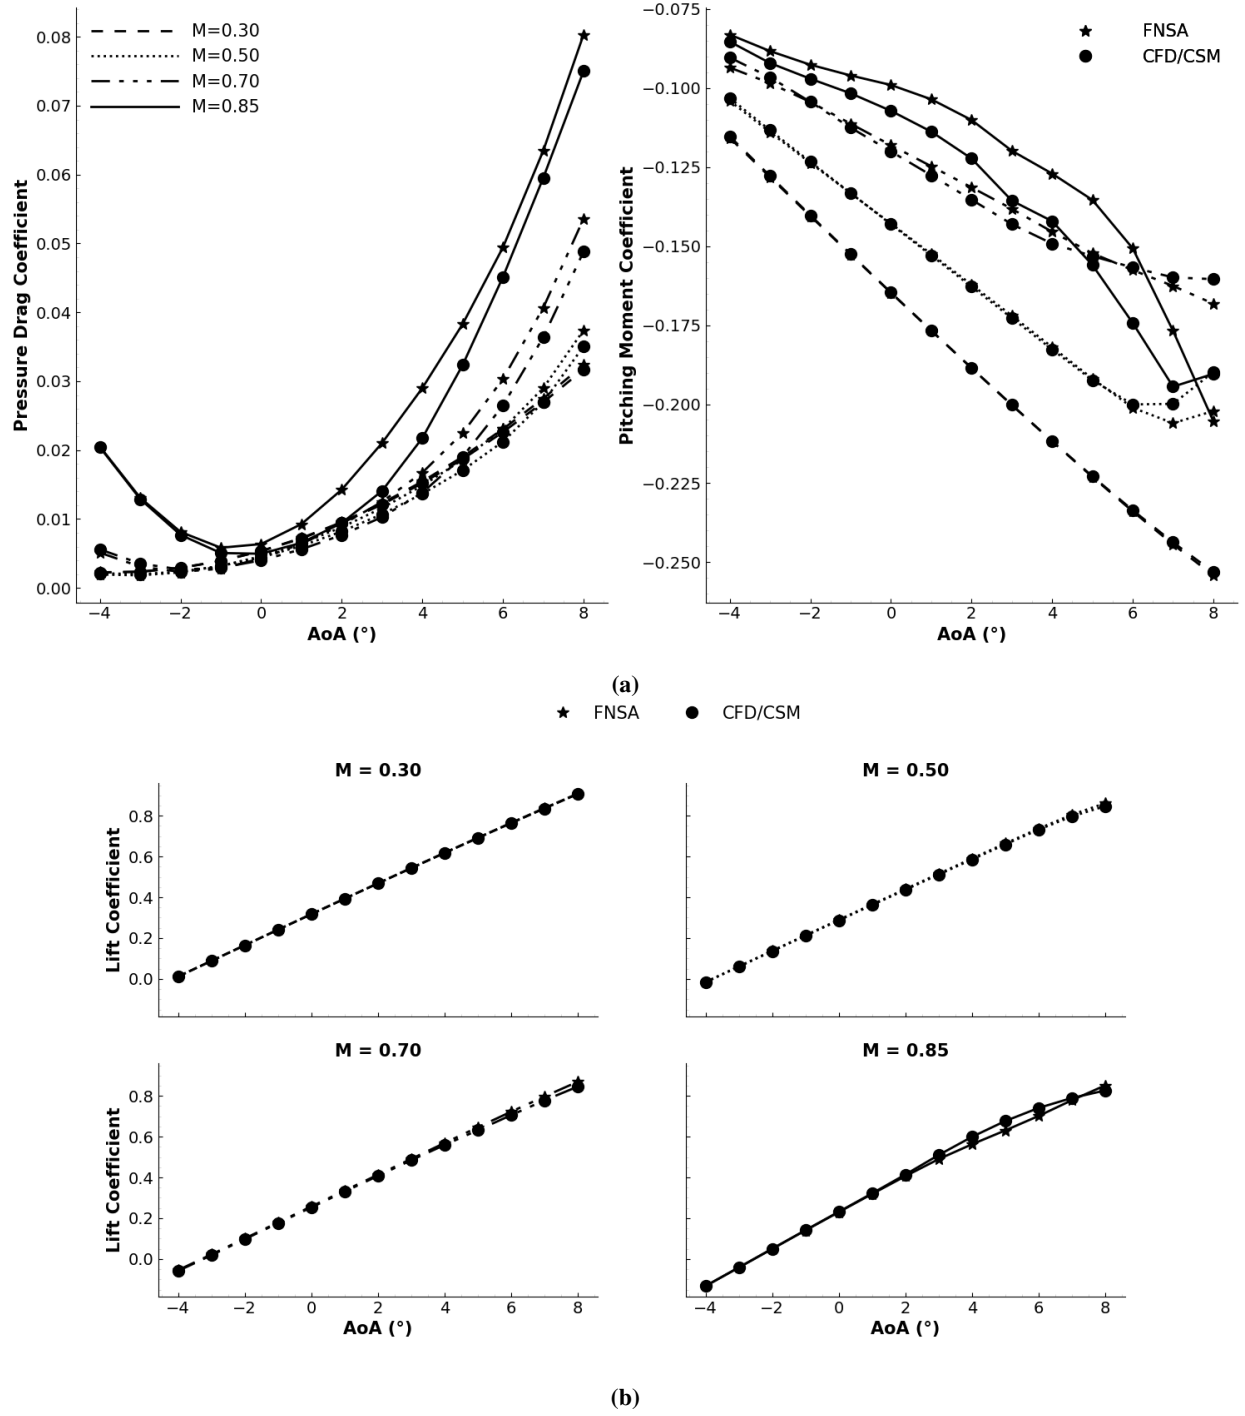 M=0.30
M=0.50
M=0.70
M=0.85
0.08
0.07
0.06
0.05
0.04
0.03
0.02
0.01
0.00
Pressure Drag Coefficient
−4 −2 0 2 4 6 8
AoA (°)
FNSA
CFD/CSM
−0.075
−0.100
−0.125
−0.150
−0.175
−0.200
−0.225
−0.250
Pitching Moment Coefficient
−4 −2 0 2 4 6 8
AoA (°)
(a)
FNSA CFD/CSM
M = 0.30
0.8
0.6
0.4
0.2
0.0
Lift Coefficient
M = 0.50
M = 0.70
0.8
0.6
0.4
0.2
0.0
Lift Coefficient
−4 −2 0 2 4 6 8
AoA (°)
M = 0.85
−4 −2 0 2 4 6 8
AoA (°)
(b)